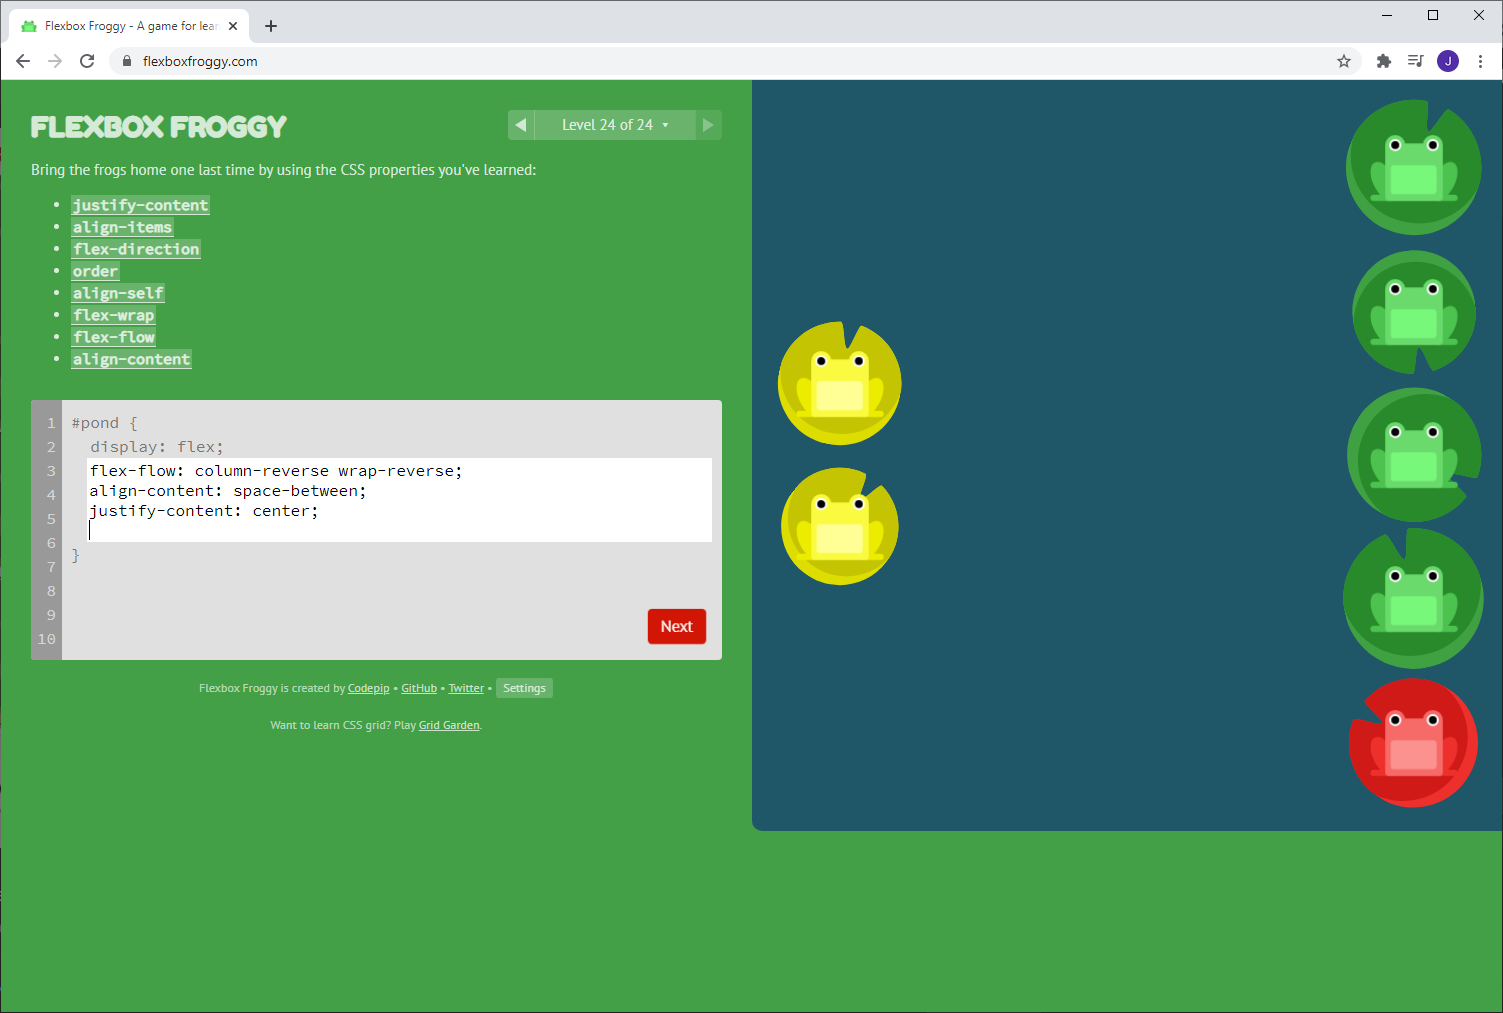 Flexbox Froggy - A game for lear
flexboxfroggy.com
J
FLEXBOX FROGGY
Level 24 of 24
Bring the frogs home one last time by using the CSS properties you've learned:
justify-content
align-items
flex-direction
order
align-self
flex-wrap
flex-flow
align-content
1 #pond {
2 display: flex;
3 flex-flow: column-reverse wrap-reverse;
4 align-content: space-between;
5 justify-content: center;
6
7 }
8
9
10
Next
Flexbox Froggy is created by Codepip • GitHub • Twitter • Settings
Want to learn CSS grid? Play Grid Garden.